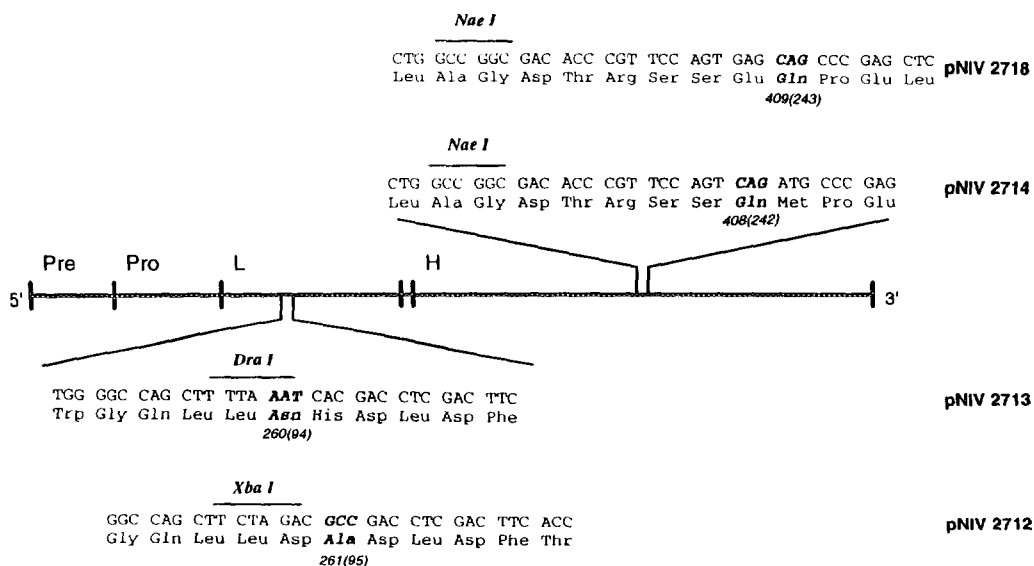 Nae I
CTG GCC GGC GAC ACC CGT TCC AGT GAG CAG CCC GAG CTC
pNIV 2718
Leu Ala Gly Asp Thr Arg Ser Ser Glu Gln Pro Glu Leu
409(243)
Nae I
CTG GCC GGC GAC ACC CGT TCC AGT CAG ATG CCC GAG
pNIV 2714
Leu Ala Gly Asp Thr Arg Ser Ser Gln Met Pro Glu
408(242)
Pre Pro L H
5' 3'
Dra I
TGG GGC CAG CTT TTA AAT CAC GAC CTC GAC TTC
pNIV 2713
Trp Gly Gln Leu Leu Asn His Asp Leu Asp Phe
260(94)
Xba I
GGC CAG CTT CTA GAC GCC GAC CTC GAC TTC ACC
pNIV 2712
Gly Gln Leu Leu Asp Ala Asp Leu Asp Phe Thr
261(95)